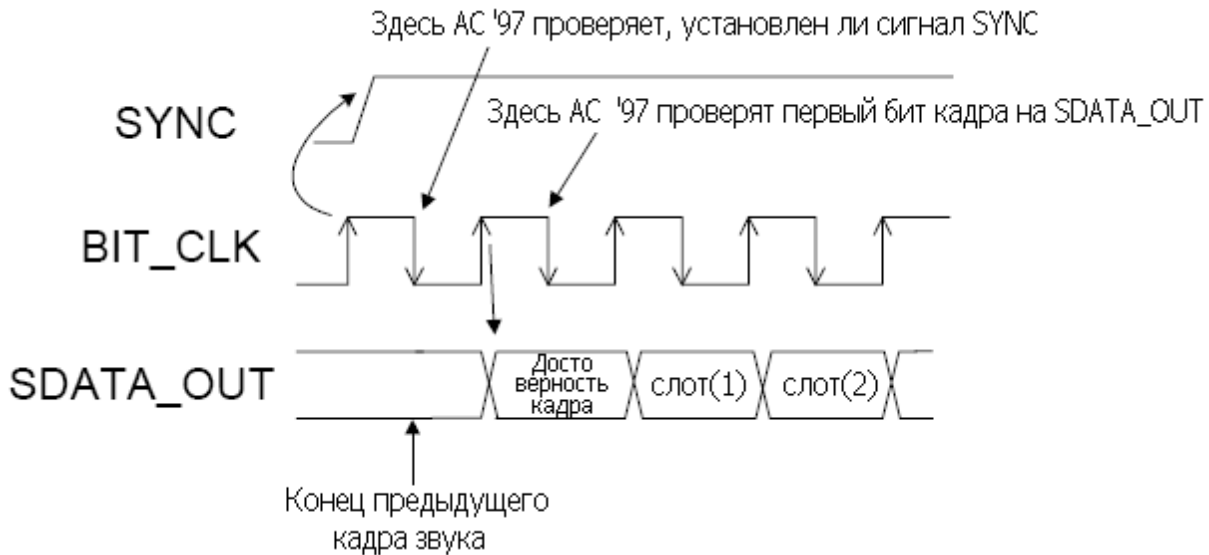 Здесь AC '97 проверяет, установлен ли сигнал SYNC
SYNC
Здесь AC '97 проверят первый бит кадра на SDATA_OUT
BIT_CLK
SDATA_OUT
Досто
верность
кадра
слот(1)
слот(2)
Конец предыдущего
кадра звука